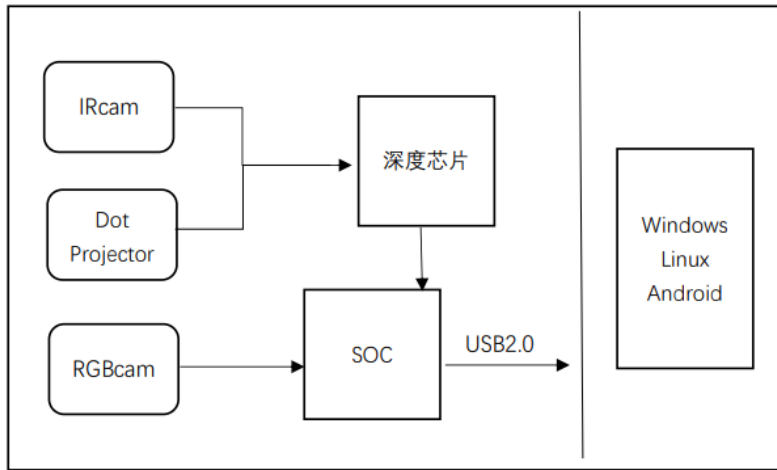 IRcam
深度芯片
Dot
Projector
Windows
Linux
Android
RGBcam
SOC
USB2.0